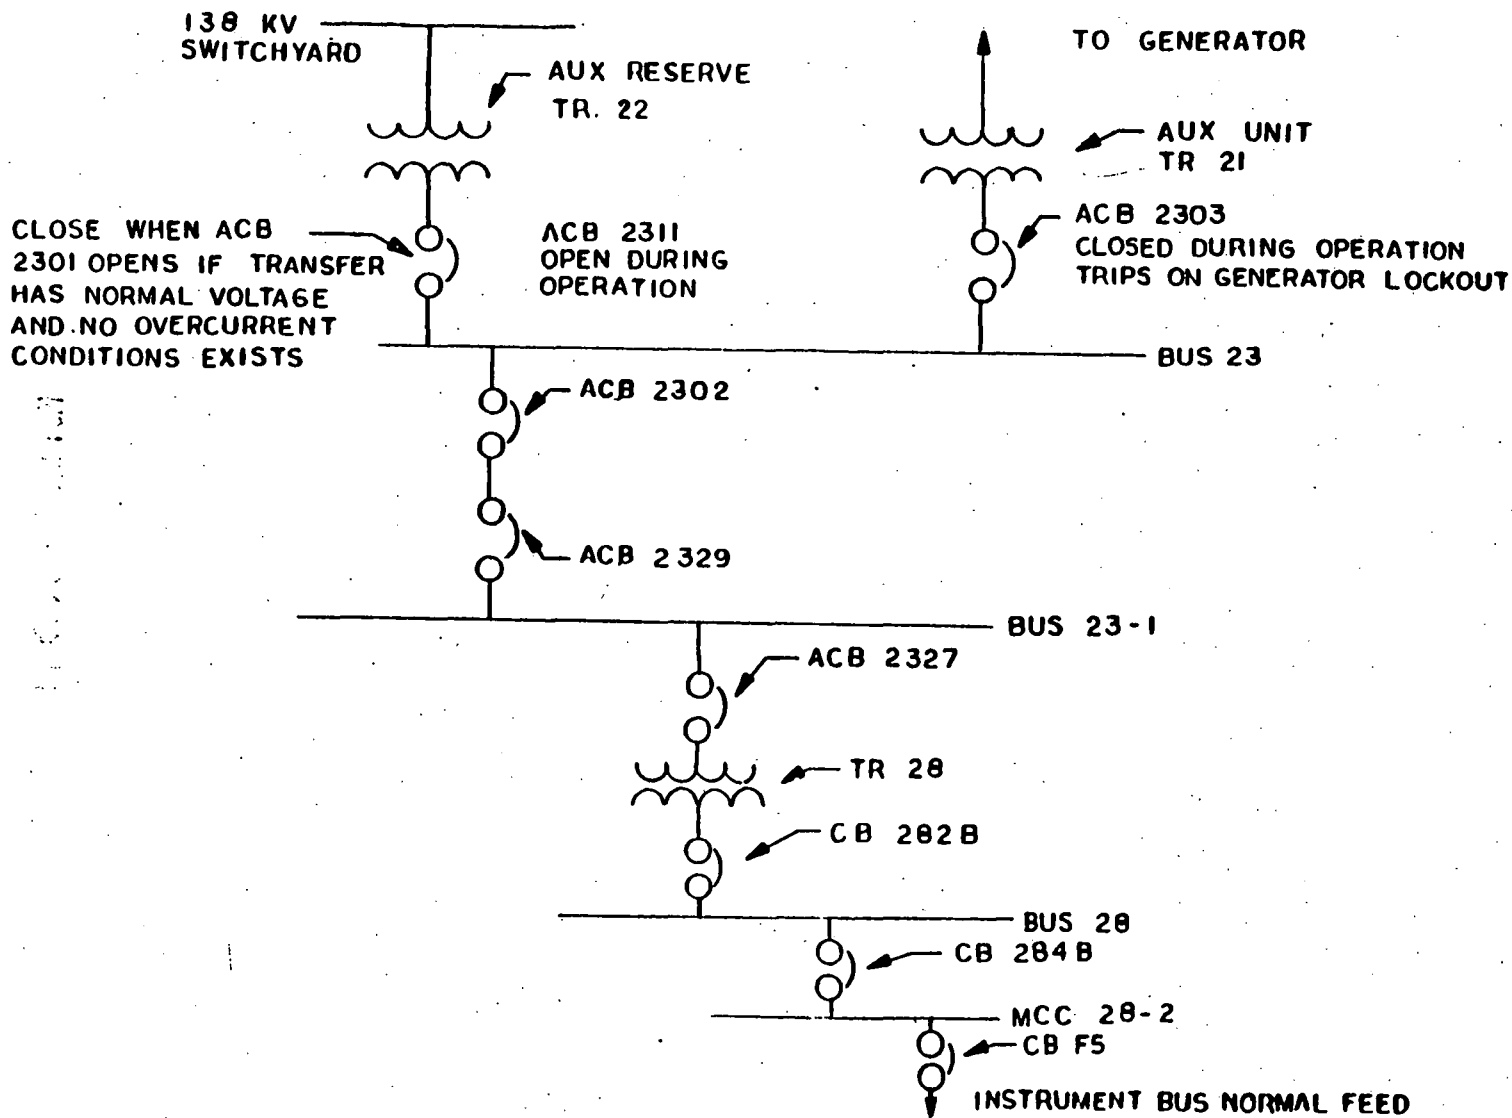 138 KV
SWITCHYARD
TO GENERATOR
AUX RESERVE
TR. 22
AUX UNIT
TR 21
CLOSE WHEN ACB
2301 OPENS IF TRANSFER
HAS NORMAL VOLTAGE
AND NO OVERCURRENT
CONDITIONS EXISTS
ACB 2311
OPEN DURING
OPERATION
ACB 2303
CLOSED DURING OPERATION
TRIPS ON GENERATOR LOCKOUT
BUS 23
ACB 2302
ACB 2329
BUS 23-1
ACB 2327
TR 28
CB 282B
BUS 28
CB 284B
MCC 28-2
CB F5
INSTRUMENT BUS NORMAL FEED